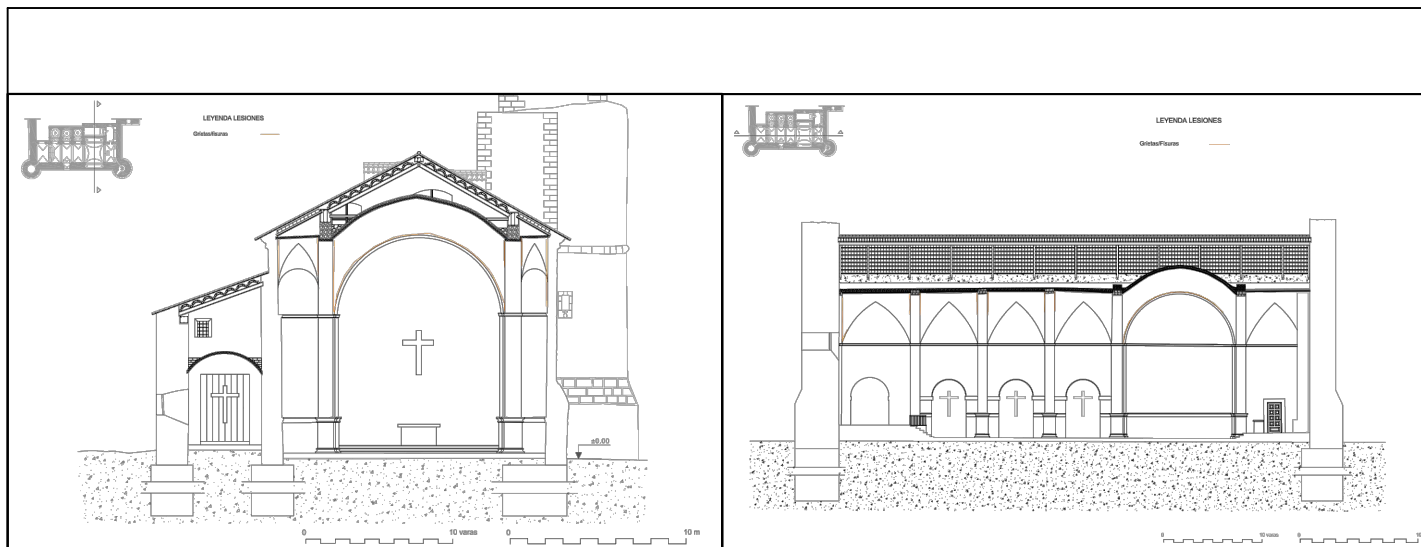 LEYENDA LESIONES
Grietas/fisuras
±0.00
0
10 varas
0
10 m
LEYENDA LESIONES
Grietas/Fisuras
0
10 varas
0